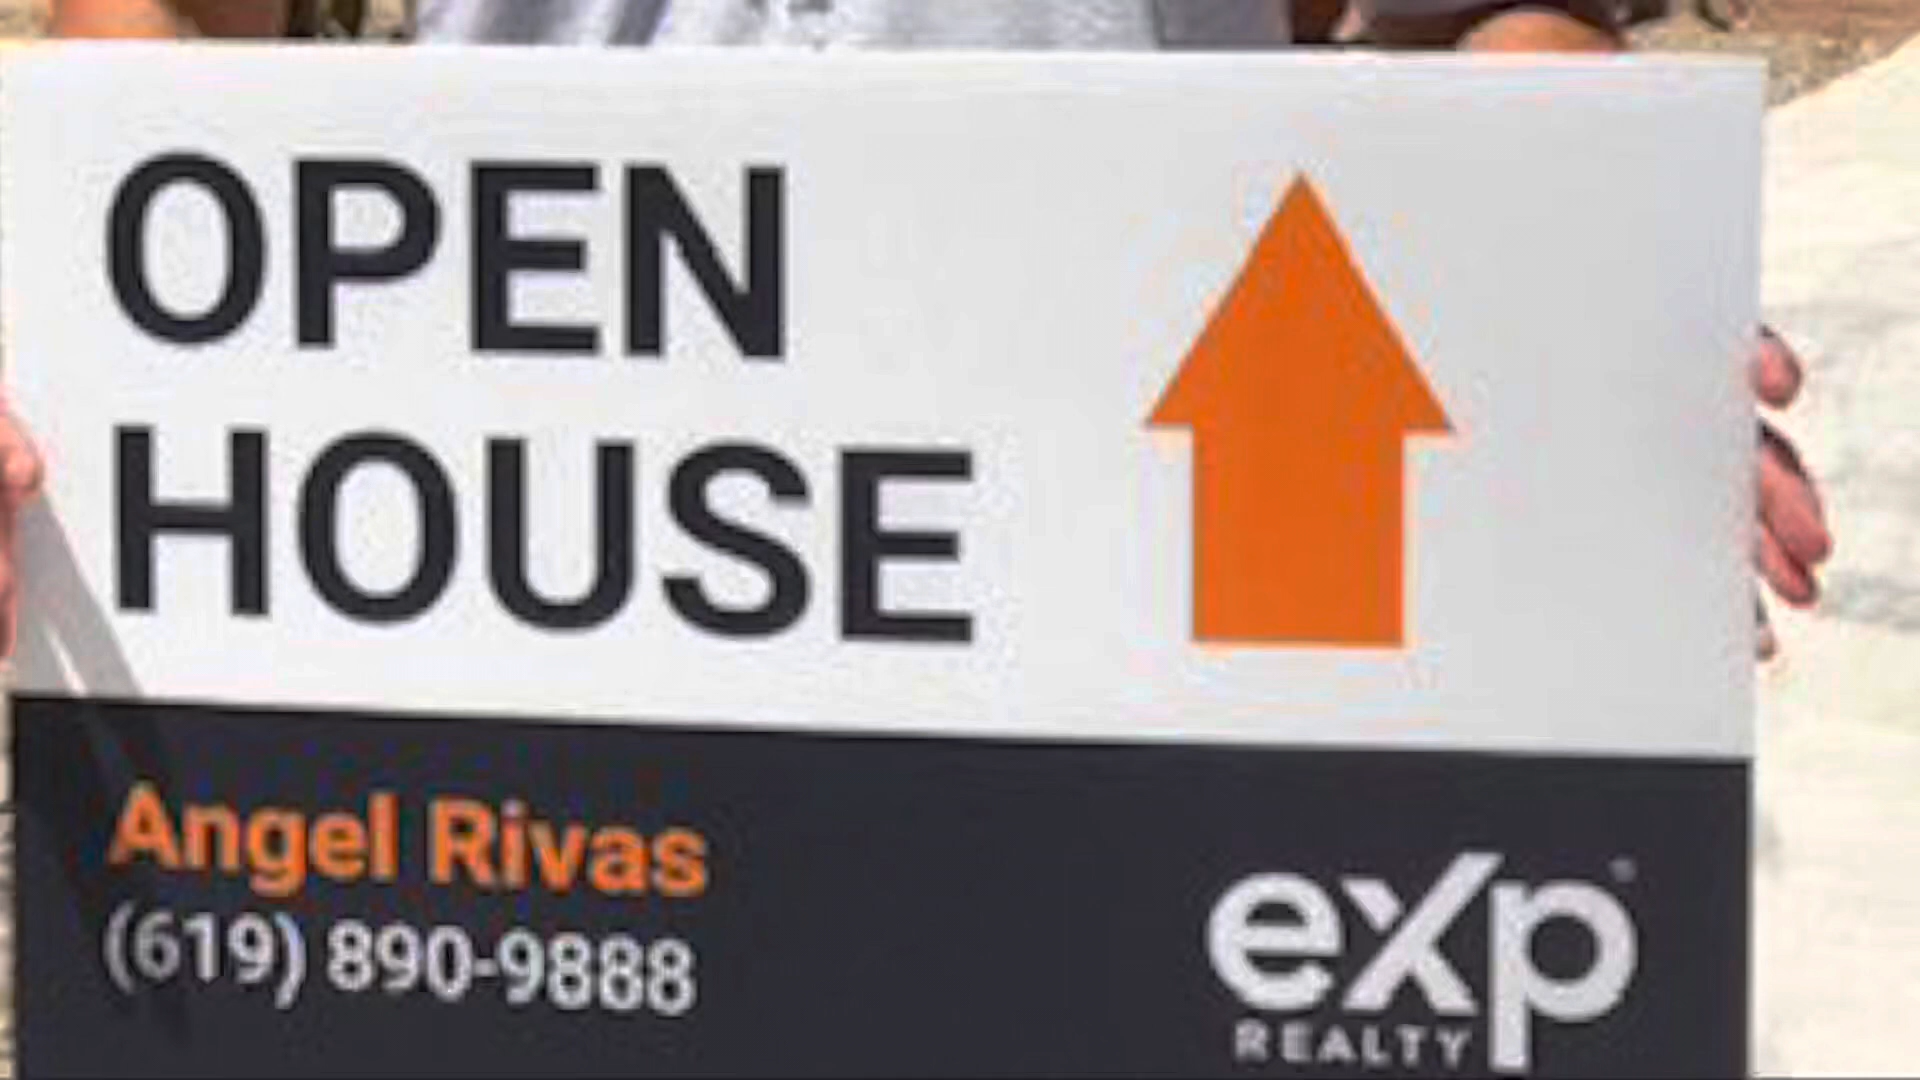 OPEN
HOUSE
Angel Rivas
(619) 890-9888
eXp
REALTY